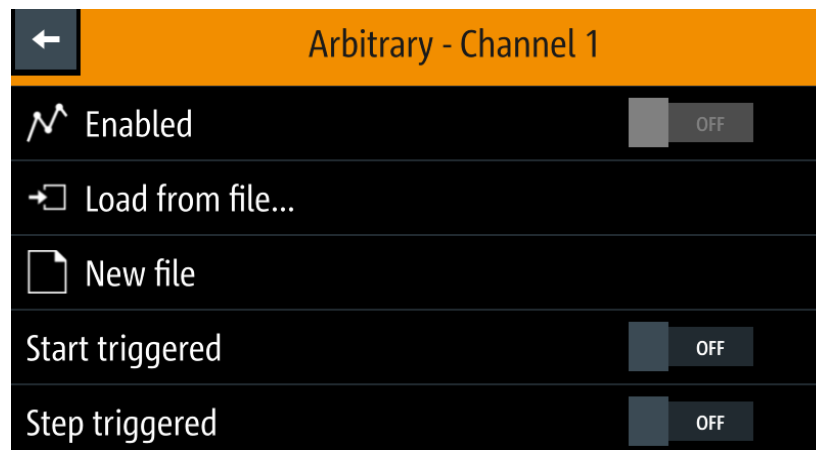 Arbitrary - Channel 1
Enabled OFF
Load from file...
New file
Start triggered OFF
Step triggered OFF